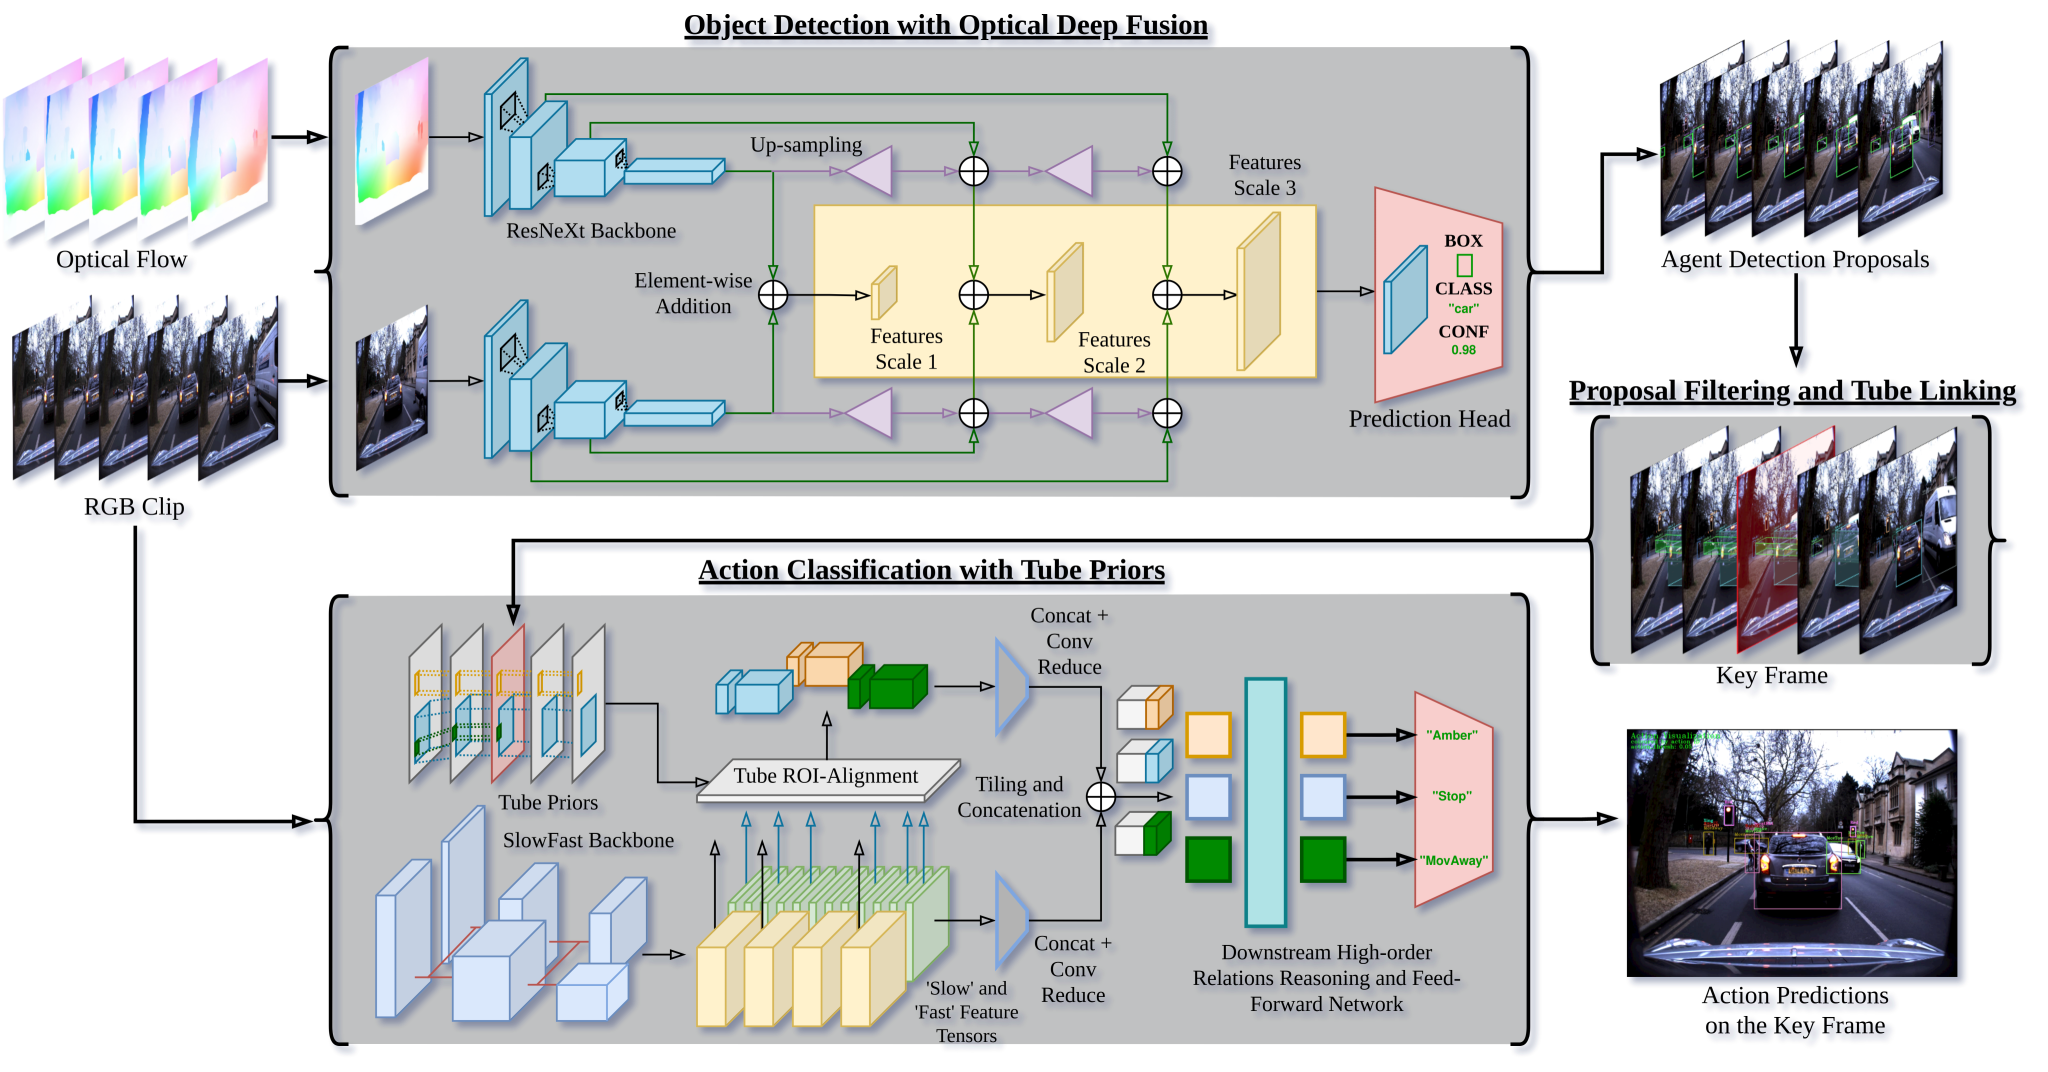 Object Detection with Optical Deep Fusion
Optical Flow
RGB Clip
ResNeXt Backbone
Up-sampling
Element-wise
Addition
Features
Scale 1
Features
Scale 2
Features
Scale 3
BOX
CLASS
"car"
CONF
0.98
Prediction Head
Agent Detection Proposals
Proposal Filtering and Tube Linking
Key Frame
Action Classification with Tube Priors
Tube Priors
SlowFast Backbone
Tube ROI-Alignment
'Slow' and
'Fast' Feature
Tensors
Concat +
Conv
Reduce
Concat +
Conv
Reduce
Tiling and
Concatenation
Downstream High-order
Relations Reasoning and Feed-
Forward Network
"Amber"
"Stop"
"MovAway"
Action Predictions
on the Key Frame